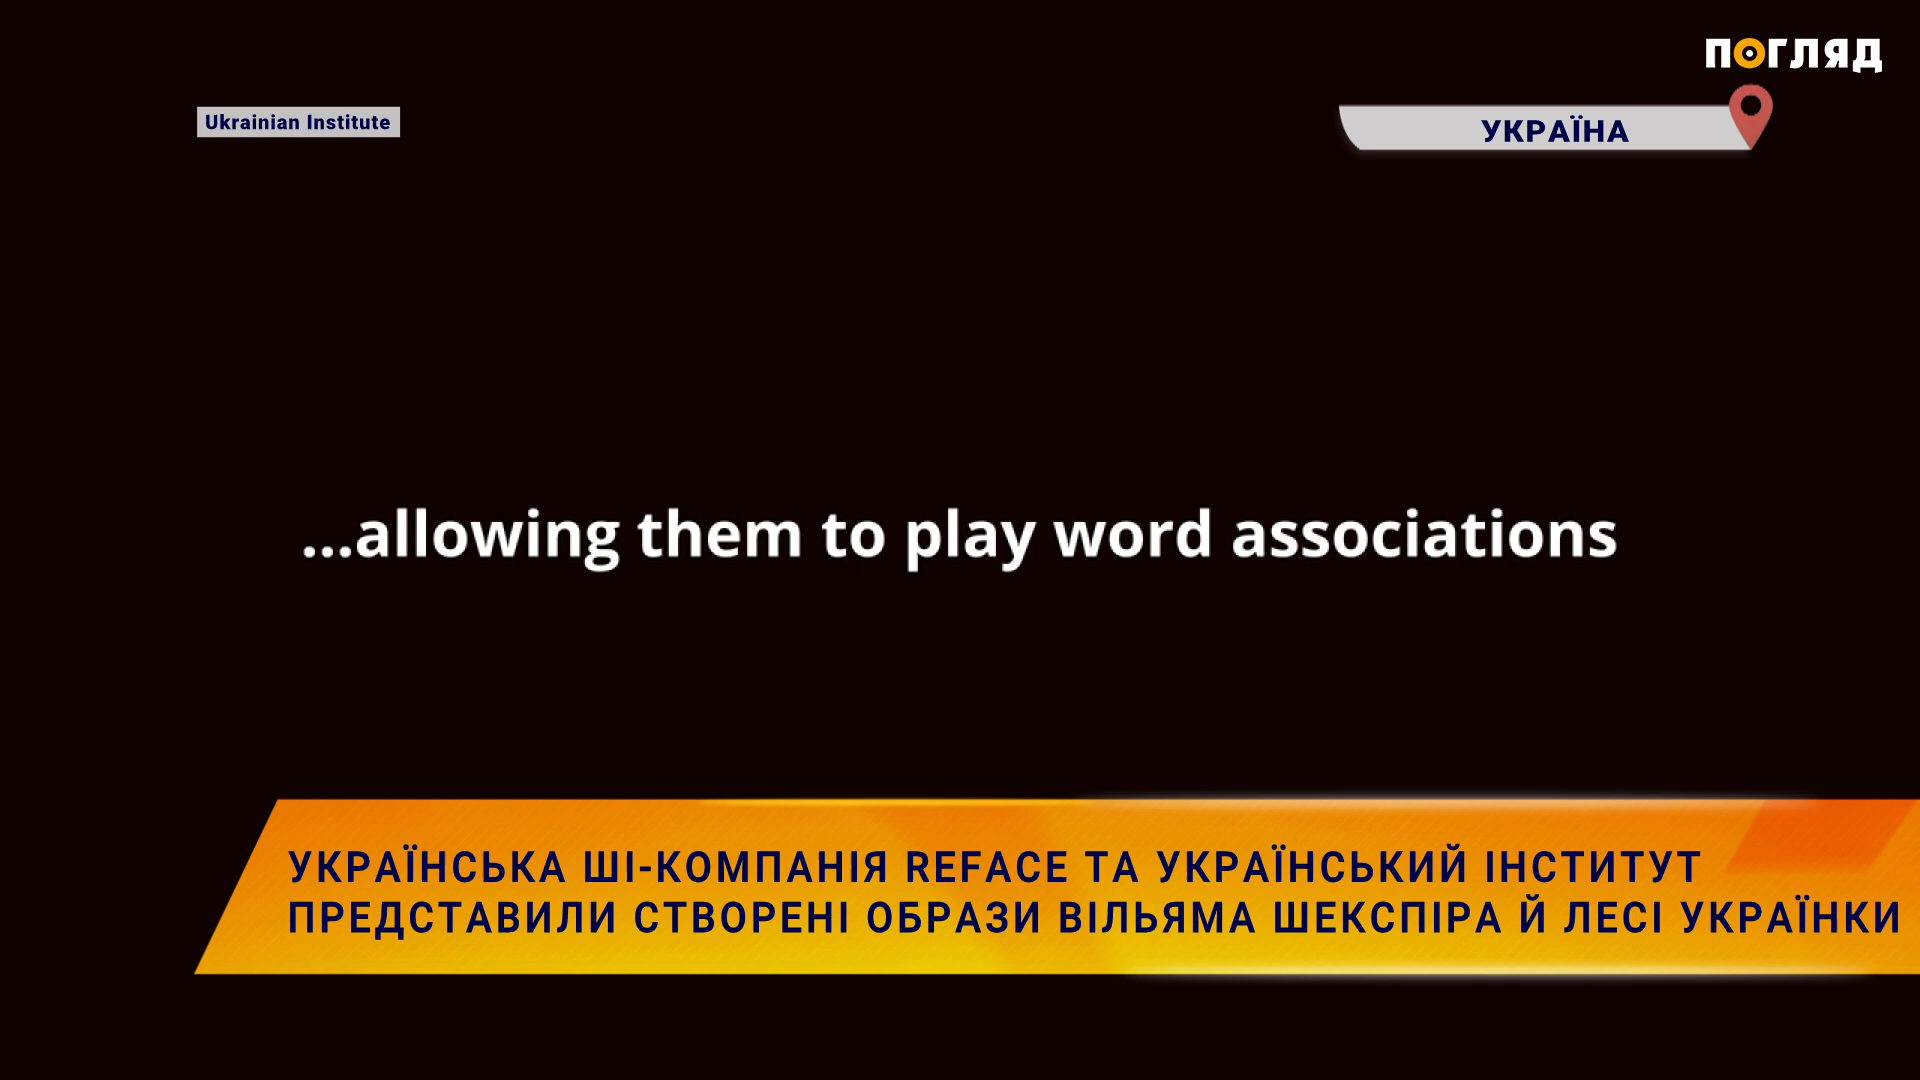 ПОГЛЯД
Ukrainian Institute
УКРАЇНА
...allowing them to play word associations
УКРАЇНСЬКА ШІ-КОМПАНІЯ REFACE ТА УКРАЇНСЬКИЙ ІНСТИТУТ
ПРЕДСТАВИЛИ СТВОРЕНІ ОБРАЗИ ВІЛЬЯМА ШЕКСПІРА Й ЛЕСІ УКРАЇНКИ